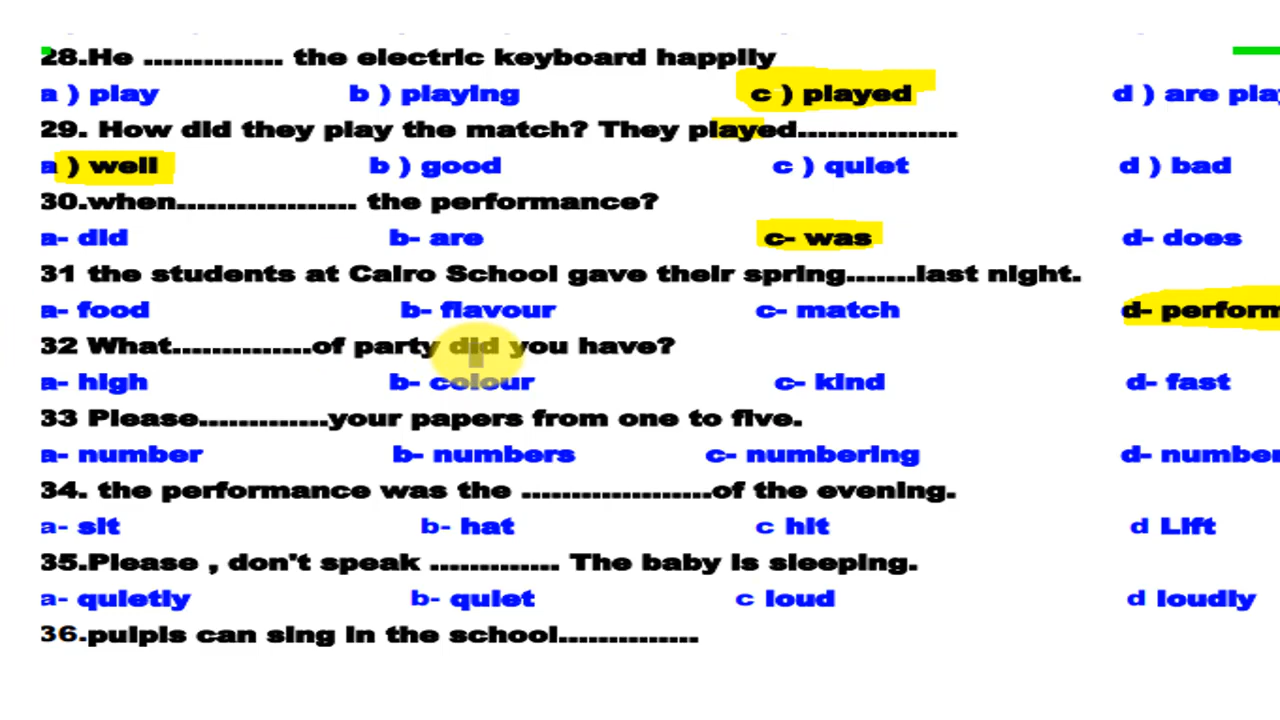 28.He .............. the electric keyboard happily
a ) play b ) playing c ) played d ) are
29. How did they play the match? They played................
a ) well b ) good c ) quiet d ) bad
30.when.................. the performance?
a- did b- are c- was d- does
31 the students at Cairo School gave their spring.......last night.
a- food b- flavour c- match d-
32 What..............of party did you have?
a- high b- colour c- kind d- fast
33 Please.............your papers from one to five.
a- number b- numbers c- numbering d-
34. the performance was the ...................of the evening.
a- sit b- hat c hit d Lift
35.Please , don't speak ............. The baby is sleeping.
a- quietly b- quiet c loud d loudly
36.pulpis can sing in the school..............